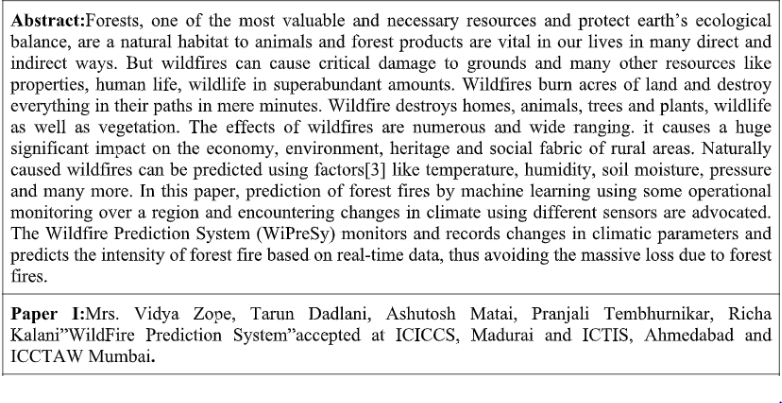 Abstract:Forests, one of the most valuable and necessary resources and protect earth's ecological
balance, are a natural habitat to animals and forest products are vital in our lives in many direct and
indirect ways. But wildfires can cause critical damage to grounds and many other resources like
properties, human life, wildlife in superabundant amounts. Wildfires burn acres of land and destroy
everything in their paths in mere minutes. Wildfire destroys homes, animals, trees and plants, wildlife
as well as vegetation. The effects of wildfires are numerous and wide ranging. it causes a huge
significant impact on the economy, environment, heritage and social fabric of rural areas. Naturally
caused wildfires can be predicted using factors[3] like temperature, humidity, soil moisture, pressure
and many more. In this paper, prediction of forest fires by machine learning using some operational
monitoring over a region and encountering changes in climate using different sensors are advocated.
The Wildfire Prediction System (WiPreSy) monitors and records changes in climatic parameters and
predicts the intensity of forest fire based on real-time data, thus avoiding the massive loss due to forest
fires.
Paper I:Mrs. Vidya Zope, Tarun Dadlani, Ashutosh Matai, Pranjali Tembhurnikar, Richa
Kalani”WildFire Prediction System”accepted at ICICCS, Madurai and ICTIS, Ahmedabad and
ICCTAW Mumbai.